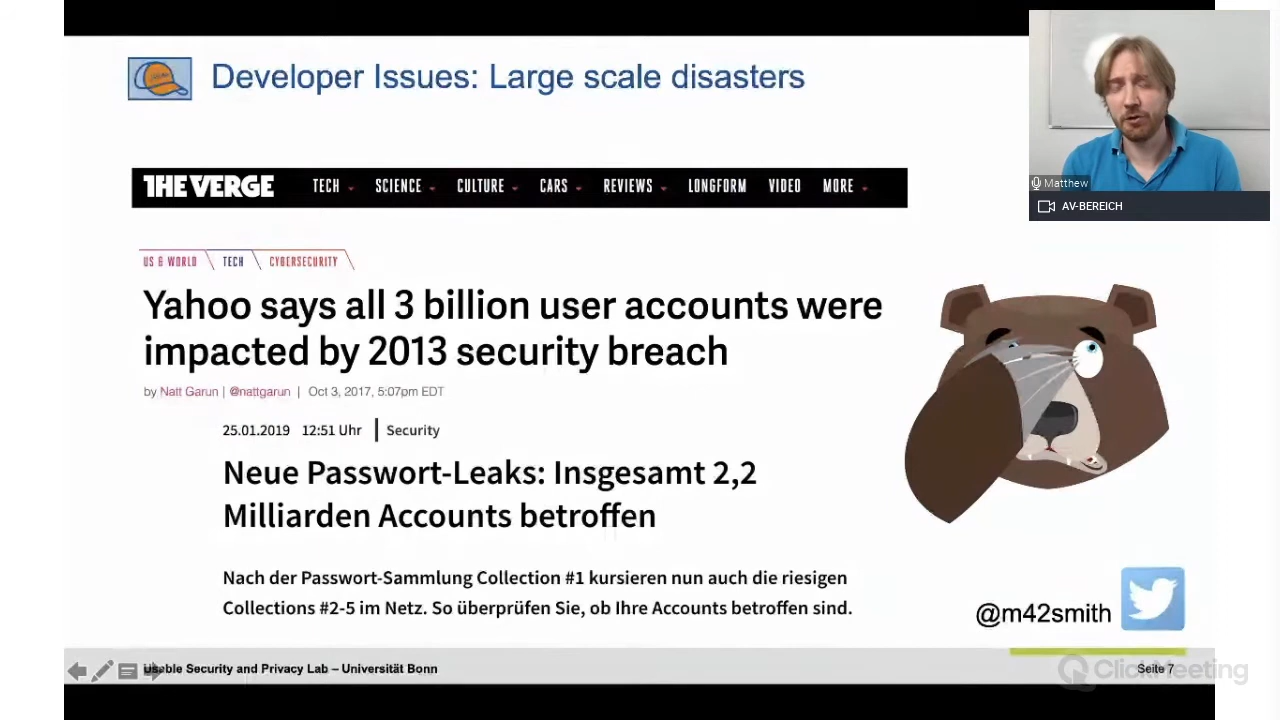 Developer Issues: Large scale disasters
Matthew
AV-BEREICH
THE VERGE TECH SCIENCE CULTURE CARS REVIEWS LONGFORM VIDEO MORE
US & WORLD TECH CYBERSECURITY
Yahoo says all 3 billion user accounts were
impacted by 2013 security breach
by Natt Garun | @nattgarun | Oct 3, 2017, 5:07pm EDT
25.01.2019 12:51 Uhr | Security
Neue Passwort-Leaks: Insgesamt 2,2
Milliarden Accounts betroffen
Nach der Passwort-Sammlung Collection #1 kursieren nun auch die riesigen
Collections #2-5 im Netz. So überprüfen Sie, ob Ihre Accounts betroffen sind.
@m42smith
Usable Security and Privacy Lab – Universität Bonn
Seite 7
ClickMeeting